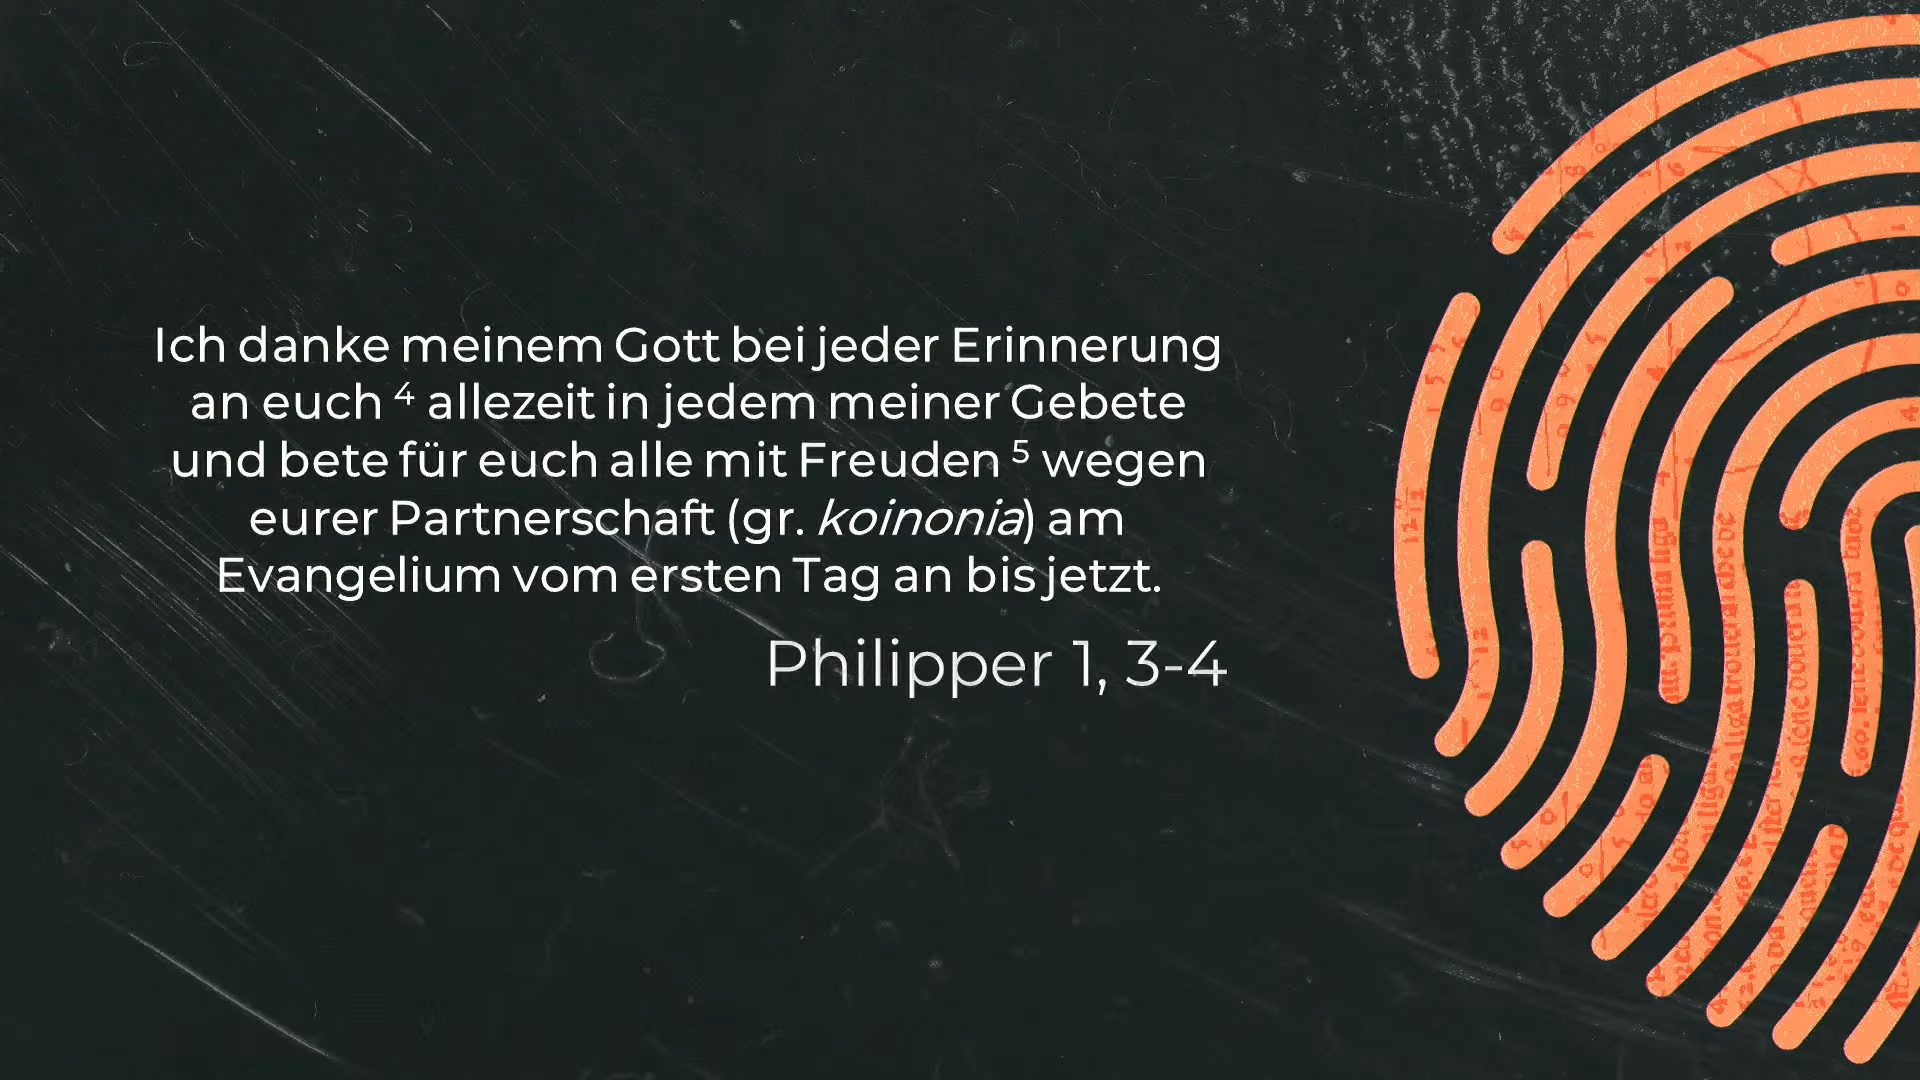 Ich danke meinem Gott bei jeder Erinnerung
an euch ⁴ allezeit in jedem meiner Gebete
und bete für euch alle mit Freuden ⁵ wegen
eurer Partnerschaft (gr. koinonia) am
Evangelium vom ersten Tag an bis jetzt.
Philipper 1, 3-4